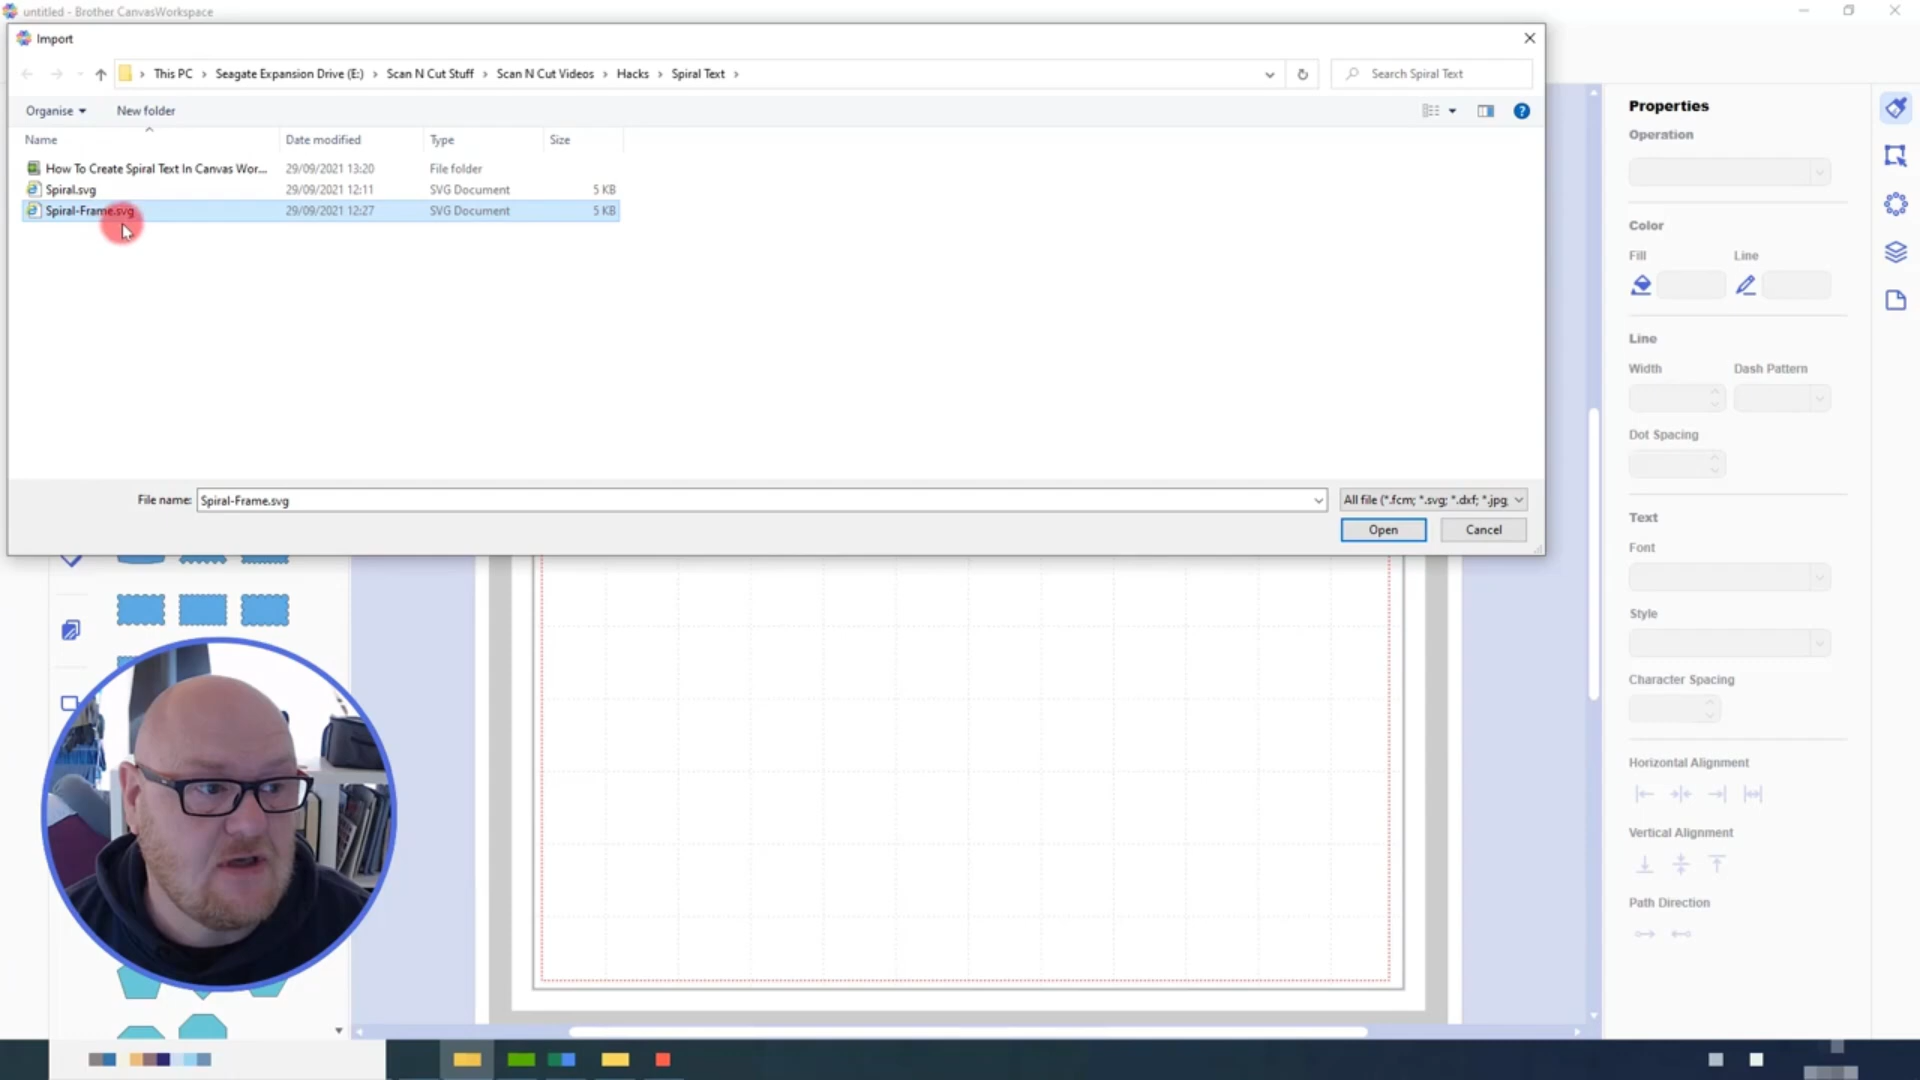 untitled - Brother CanvasWorkspace
Import
This PC > Seagate Expansion Drive (E:) > Scan N Cut Stuff > Scan N Cut Videos > Hacks > Spiral Text >
Search Spiral Text
Organise
New folder
Name
Date modified
Type
Size
How To Create Spiral Text In Canvas Wor...
29/09/2021 13:20
File folder
Spiral.svg
29/09/2021 12:11
SVG Document
5 KB
Spiral-Frame.svg
29/09/2021 12:27
SVG Document
5 KB
File name:
Spiral-Frame.svg
All file (*.fcm; *.svg; *.dxf; *.jpg,
Open
Cancel
Properties
Operation
Color
Fill
Line
Line
Width
Dash Pattern
Dot Spacing
Text
Font
Style
Character Spacing
Horizontal Alignment
Vertical Alignment
Path Direction